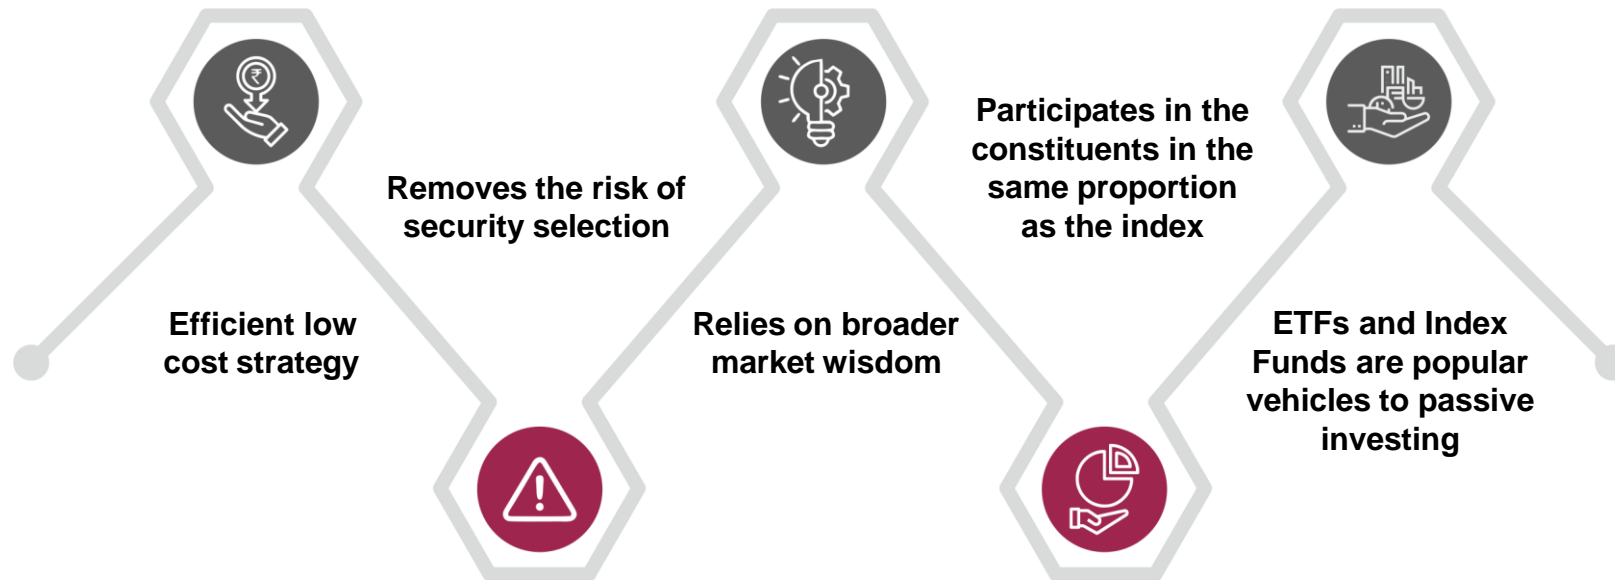 Efficient low
cost strategy
Removes the risk of
security selection
Relies on broader
market wisdom
Participates in the
constituents in the
same proportion
as the index
ETFs and Index
Funds are popular
vehicles to passive
investing
₹